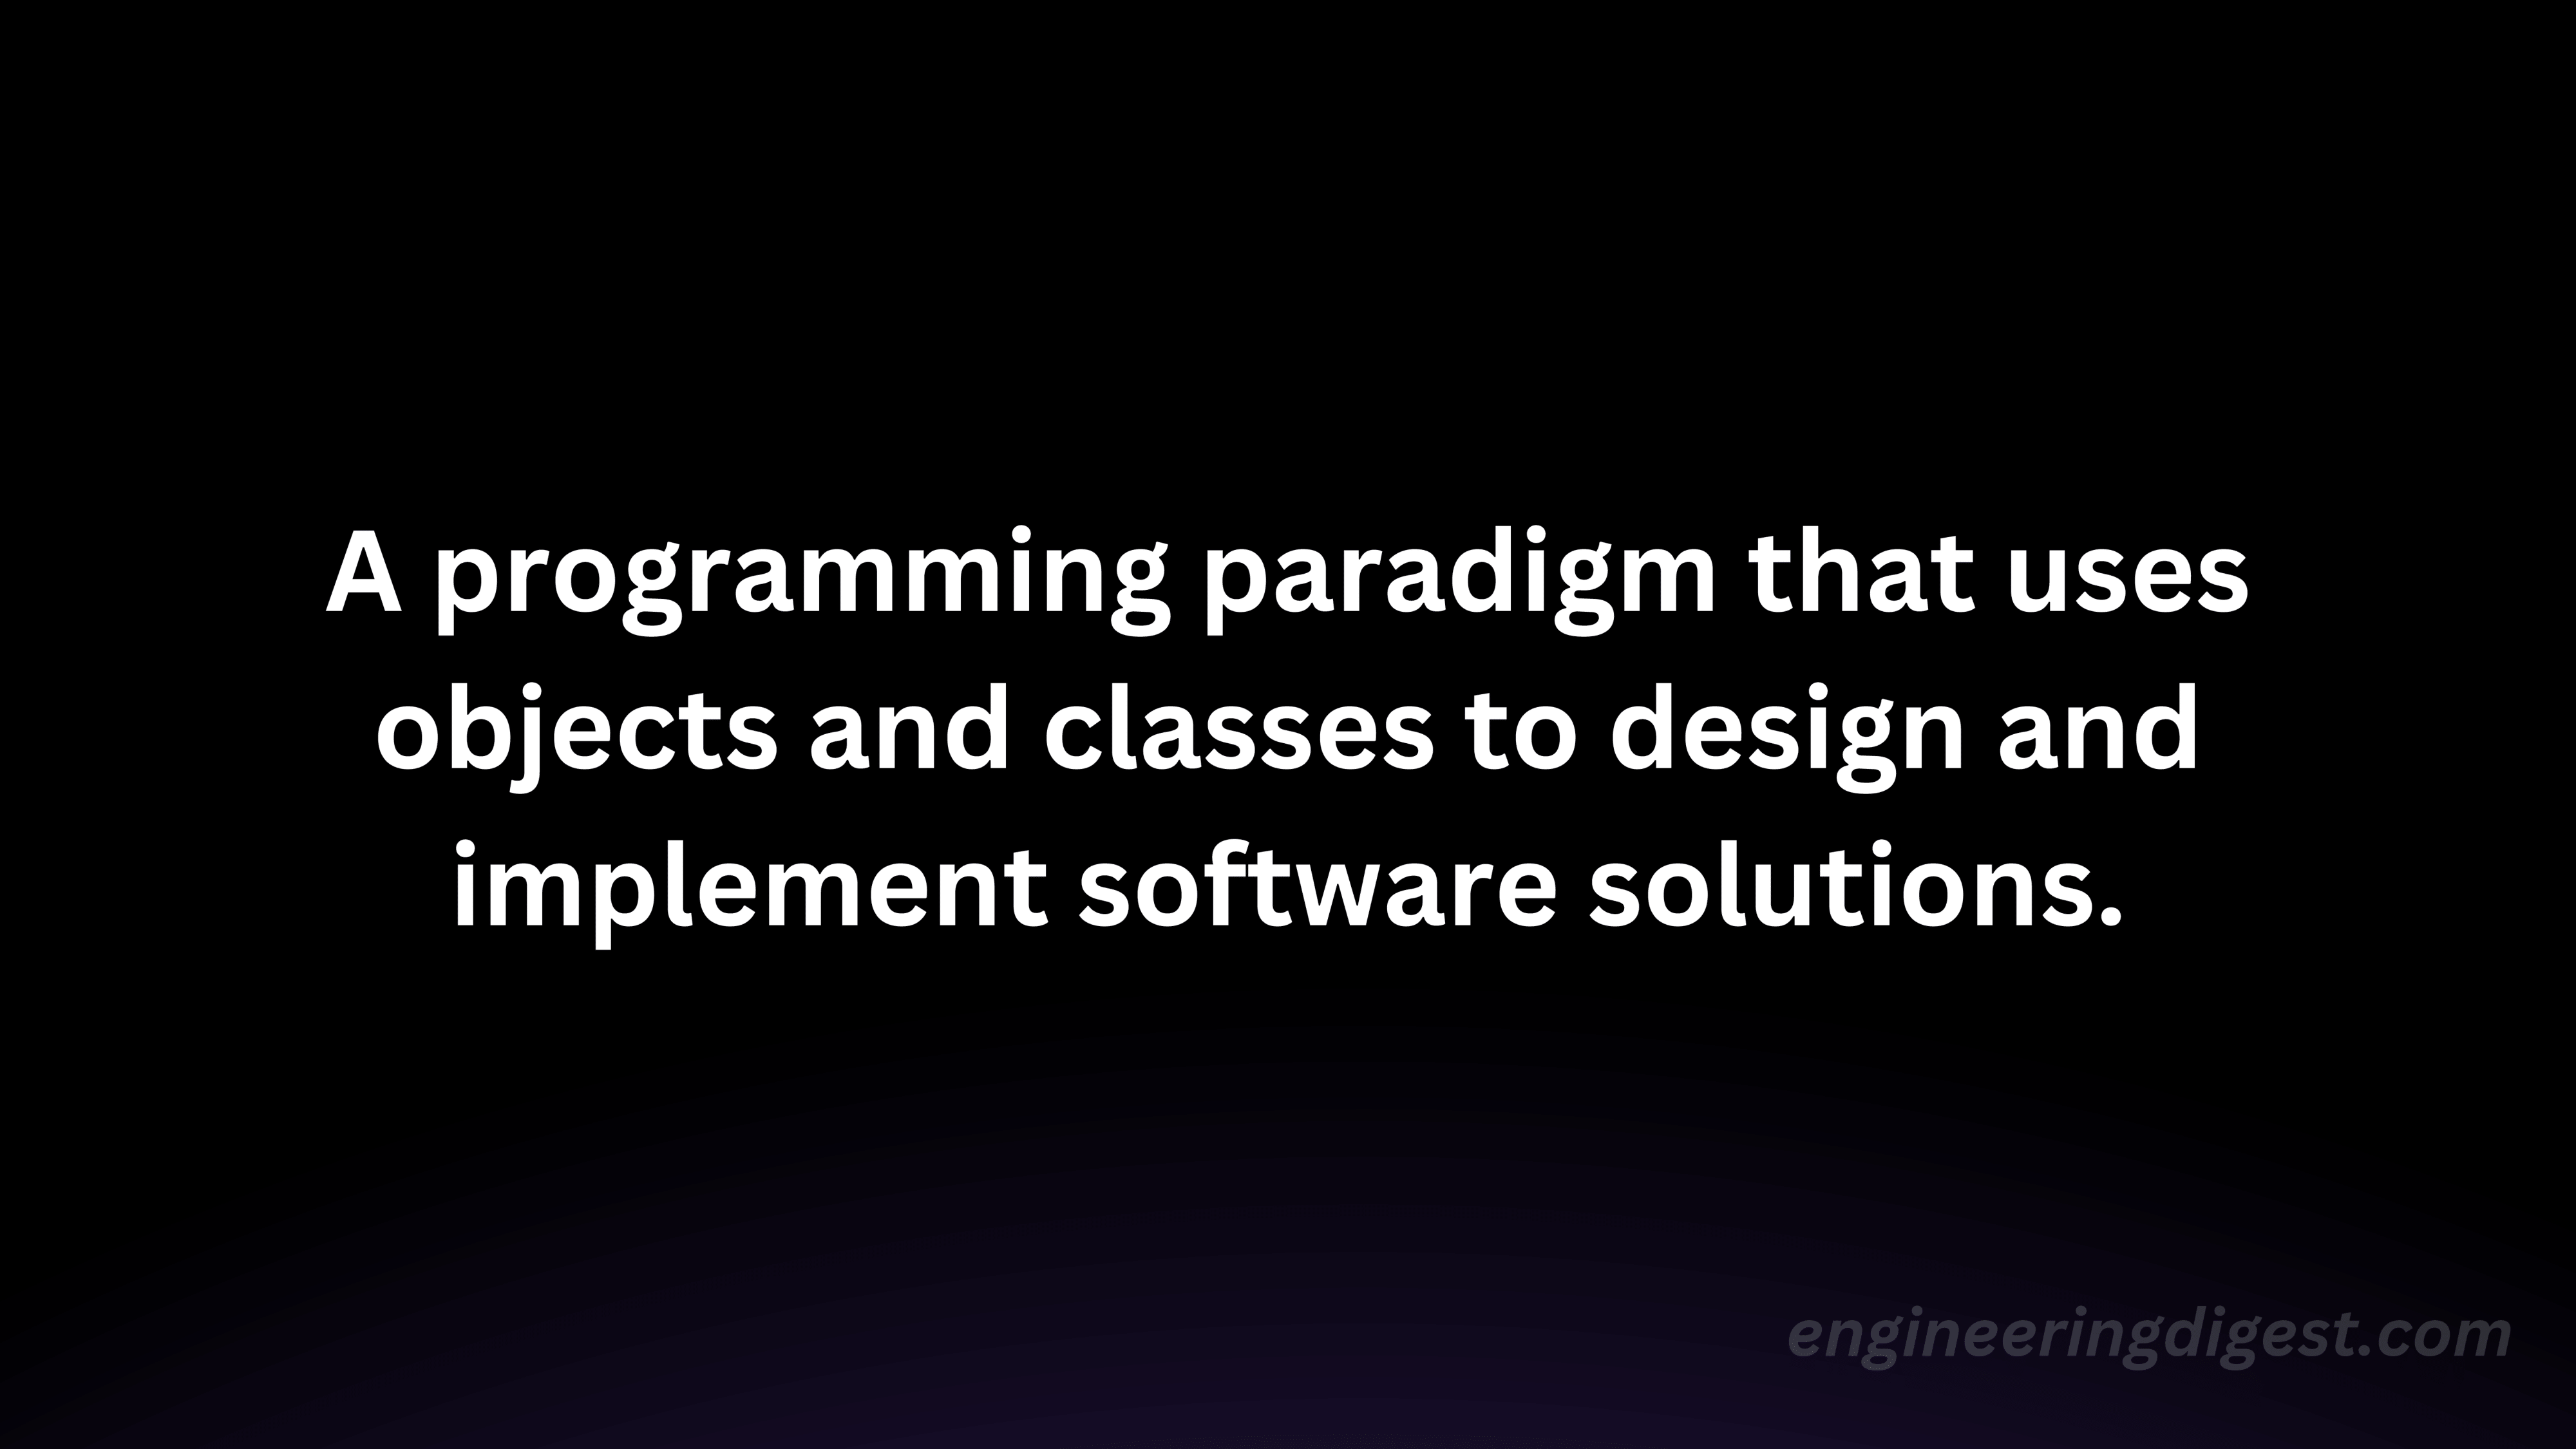 A programming paradigm that uses
objects and classes to design and
implement software solutions.
engineeringdigest.com